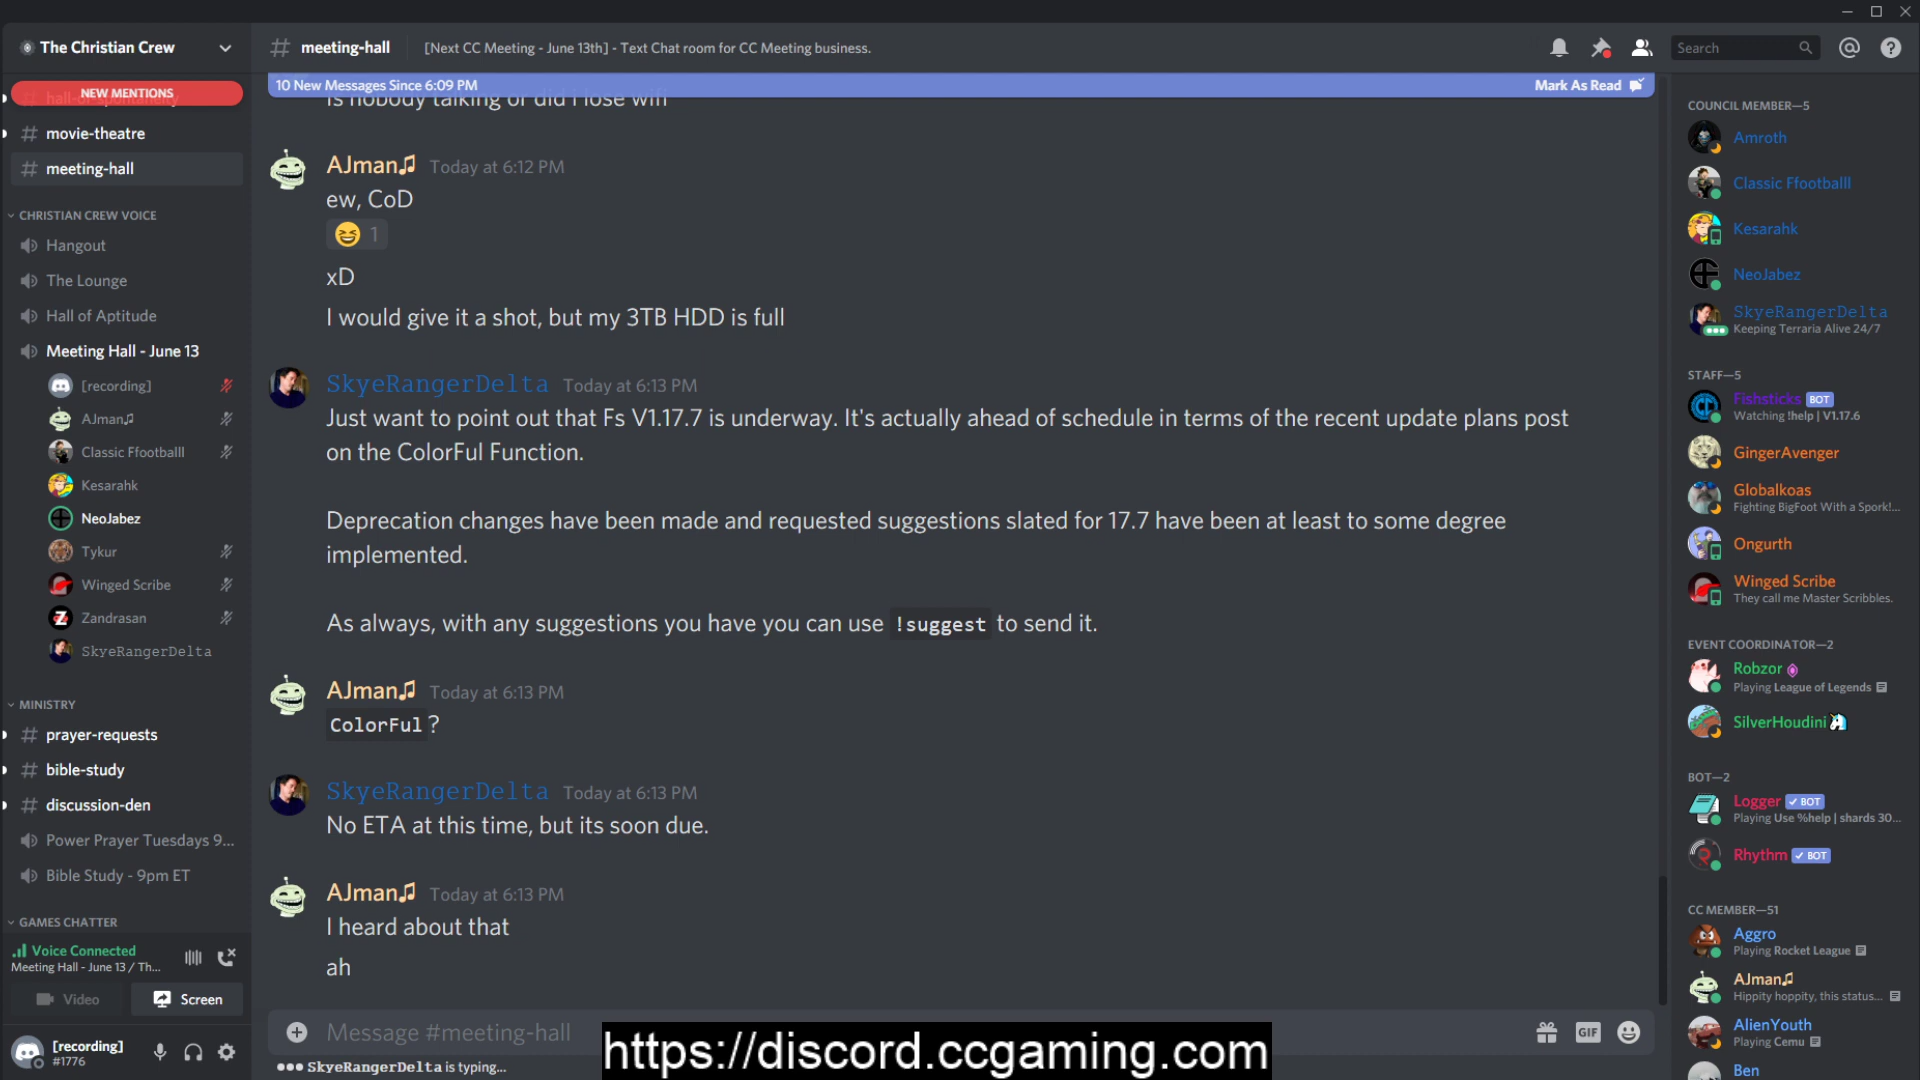 The Christian Crew
NEW MENTIONS
movie-theatre
meeting-hall
CHRISTIAN CREW VOICE
Hangout
The Lounge
Hall of Aptitude
Meeting Hall - June 13
[recording]
AJman♫
Classic Ffootballl
Kesarahk
NeoJabez
Tykur
Winged Scribe
Zandrasan
SkyeRangerDelta
MINISTRY
prayer-requests
bible-study
discussion-den
Power Prayer Tuesdays 9...
Bible Study - 9pm ET
GAMES CHATTER
Voice Connected
Meeting Hall - June 13 / Th...
Video
Screen
[recording]
#1776
meeting-hall
[Next CC Meeting - June 13th] - Text Chat room for CC Meeting business.
Search
10 New Messages Since 6:09 PM
Mark As Read
Is nobody talking or did i lose wifi
AJman♫ Today at 6:12 PM
ew, CoD
1
xD
I would give it a shot, but my 3TB HDD is full
SkyeRangerDelta Today at 6:13 PM
Just want to point out that Fs V1.17.7 is underway. It's actually ahead of schedule in terms of the recent update plans post
on the ColorFul Function.
Deprecation changes have been made and requested suggestions slated for 17.7 have been at least to some degree
implemented.
As always, with any suggestions you have you can use !suggest to send it.
AJman♫ Today at 6:13 PM
ColorFul?
SkyeRangerDelta Today at 6:13 PM
No ETA at this time, but its soon due.
AJman♫ Today at 6:13 PM
I heard about that
ah
Message #meeting-hall
GIF
SkyeRangerDelta is typing...
https://discord.ccgaming.com
COUNCIL MEMBER—5
Amroth
Classic Ffootballl
Kesarahk
NeoJabez
SkyeRangerDelta
Keeping Terraria Alive 24/7
STAFF—5
Fishsticks BOT
Watching !help | V1.17.6
GingerAvenger
Globalkoas
Fighting BigFoot With a Spork!...
Ongurth
Winged Scribe
They call me Master Scribbles.
EVENT COORDINATOR—2
Robzor
Playing League of Legends
SilverHoudini
BOT—2
Logger ✓ BOT
Playing Use %help | shards 30...
Rhythm ✓ BOT
CC MEMBER—51
Aggro
Playing Rocket League
AJman♫
Hippity hoppity, this status...
AlienYouth
Playing Cemu
Ben